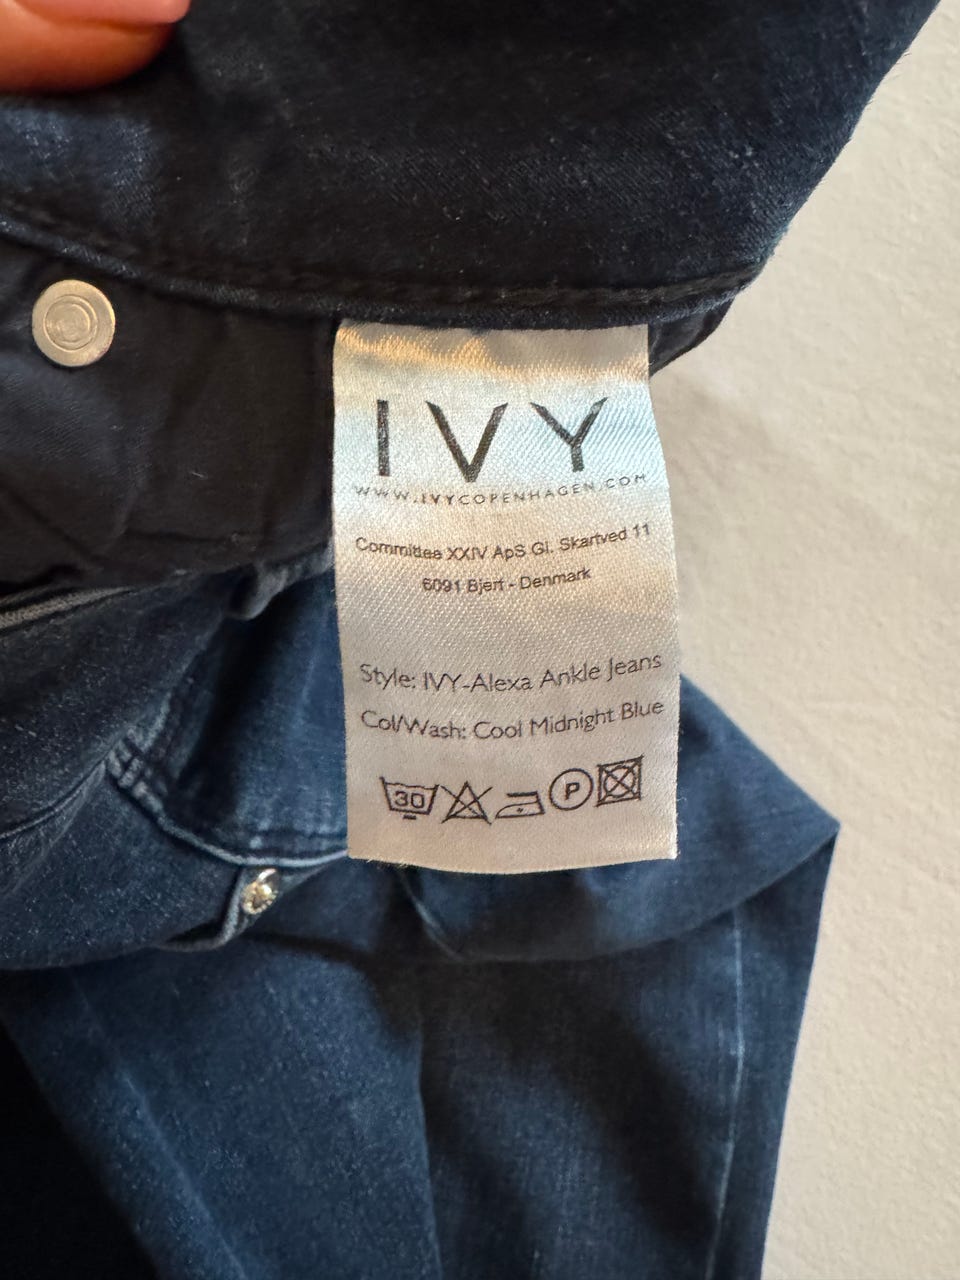 IVY
WWW.IVYCOPENHAGEN.COM
Committee XXIV ApS Gl. Skartved 11
6091 Bjert - Denmark
Style: IVY-Alexa Ankle Jeans
Col/Wash: Cool Midnight Blue
30 P